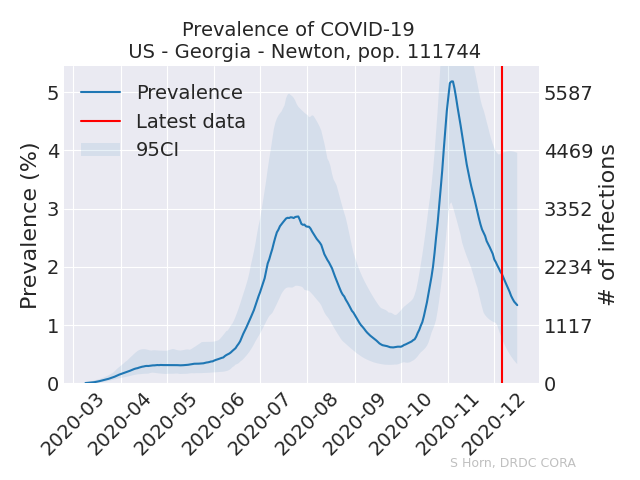 Prevalence of COVID-19
US - Georgia - Newton, pop. 111744
Prevalence
Latest data
95CI
Prevalence (%)
5
4
3
2
1
0
5587
4469
3352
2234
1117
0
# of infections
2020-03
2020-04
2020-05
2020-06
2020-07
2020-08
2020-09
2020-10
2020-11
2020-12
S Horn, DRDC CORA